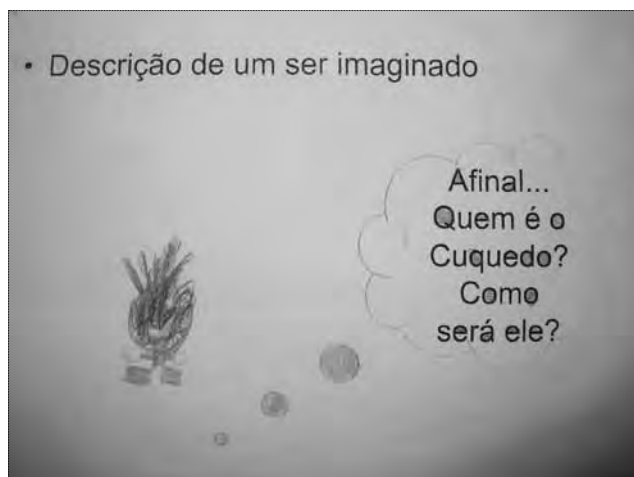 • Descrição de um ser imaginado
Afinal...
Quem é o
Cuquedo?
Como
será ele?